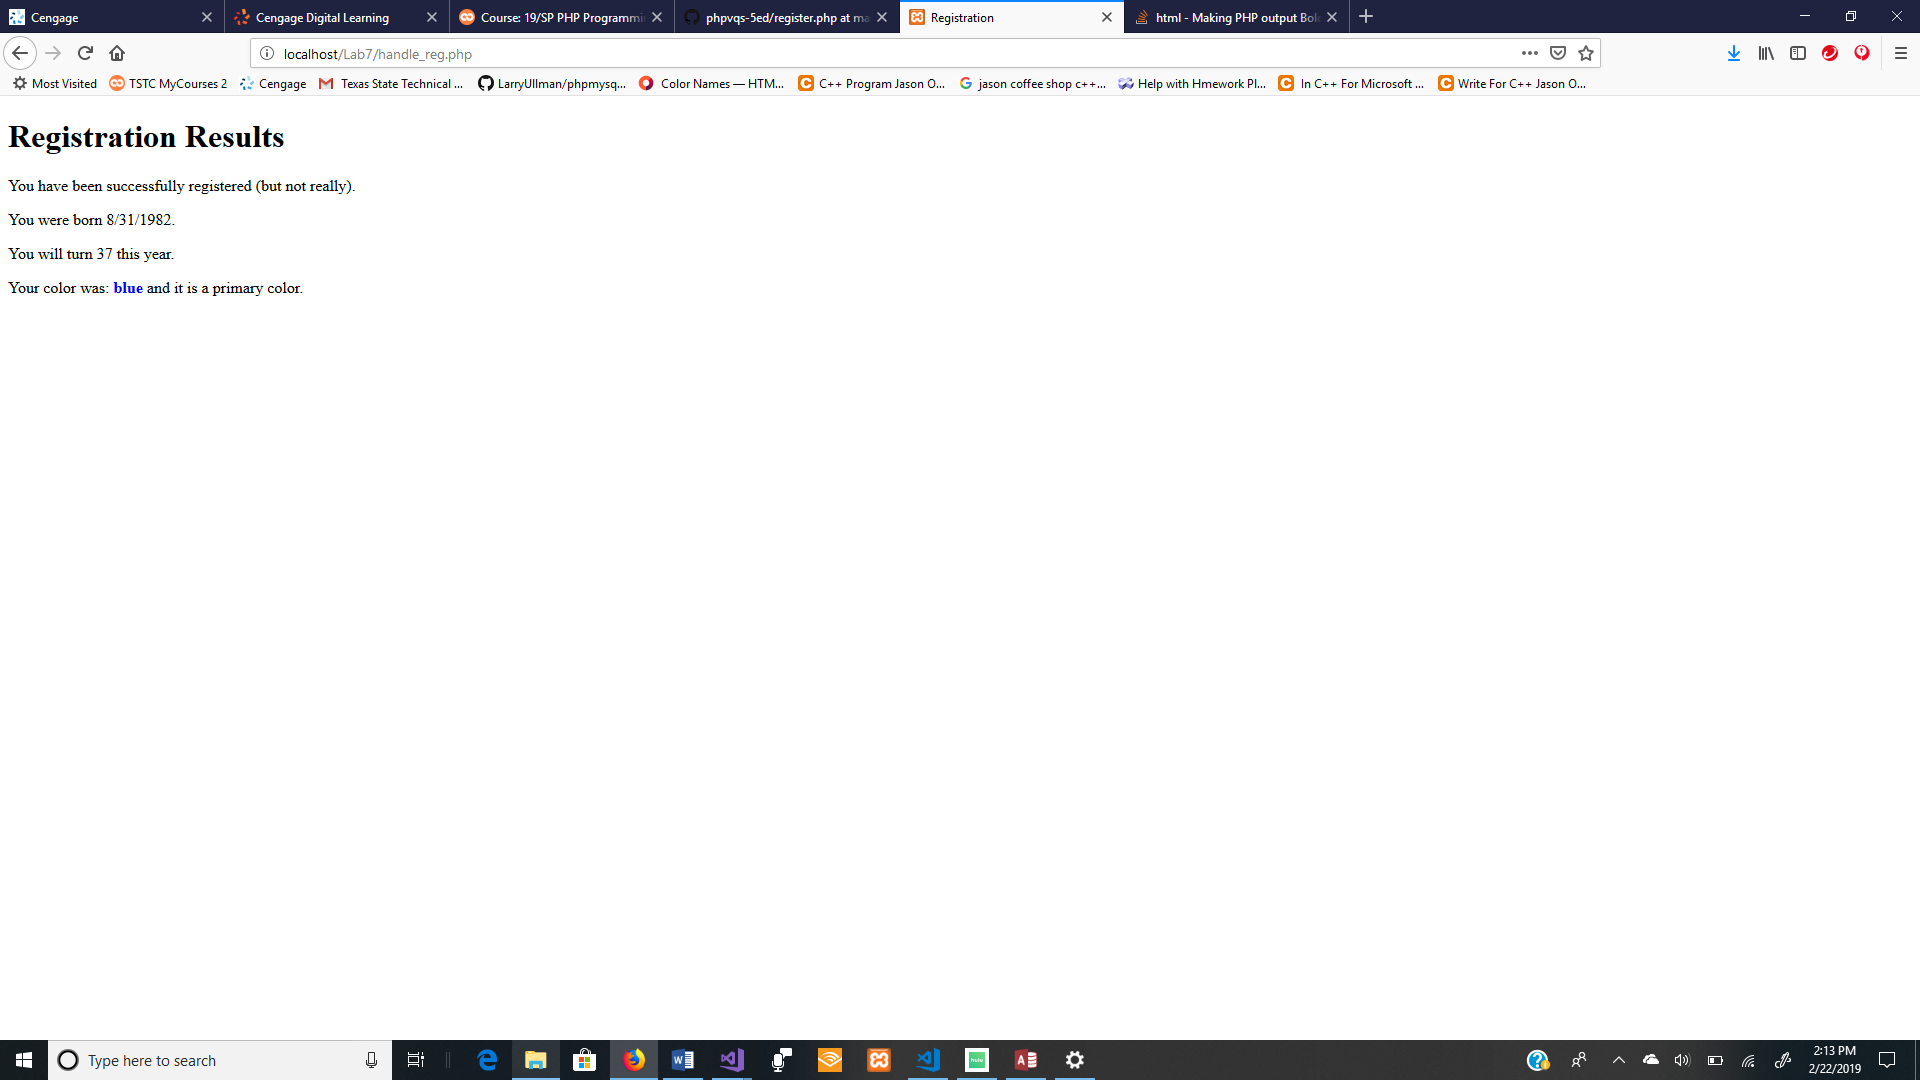 Cengage
Cengage Digital Learning
Course: 19/SP PHP Programmi
phpvqs-5ed/register.php at ma
Registration
html - Making PHP output Bol
localhost/Lab7/handle_reg.php
Most Visited
TSTC MyCourses 2
Cengage
Texas State Technical ...
LarryUllman/phpmysq...
Color Names — HTM...
C++ Program Jason O...
jason coffee shop c++...
Help with Hmework Pl...
In C++ For Microsoft ...
Write For C++ Jason O...
Registration Results
You have been successfully registered (but not really).
You were born 8/31/1982.
You will turn 37 this year.
Your color was: blue and it is a primary color.
Type here to search
2:13 PM
2/22/2019